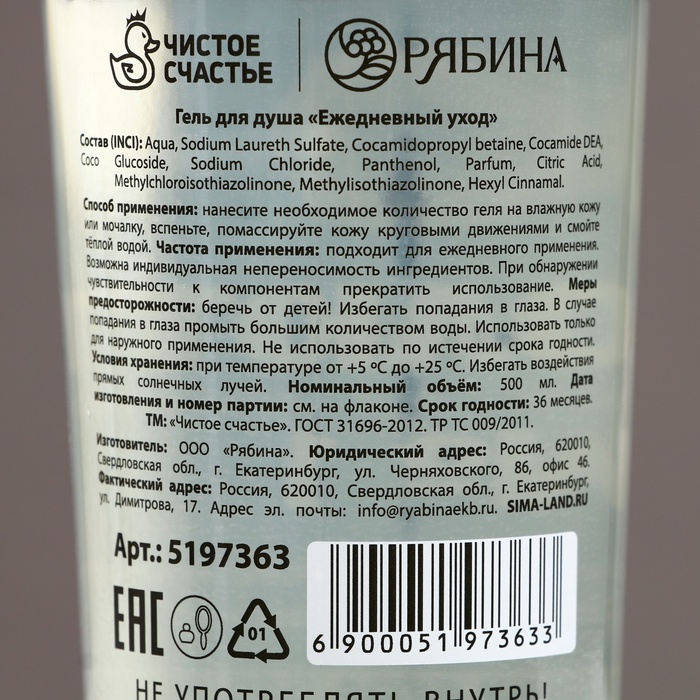 ЧИСТОЕ
СЧАСТЬЕ
РЯБИНА
Гель для душа «Ежедневный уход»
Состав (INCI): Aqua, Sodium Laureth Sulfate, Cocamidopropyl betaine, Cocamide DEA,
Coco Glucoside, Sodium Chloride, Panthenol, Parfum, Citric Acid,
Methylchloroisothiazolinone, Methylisothiazolinone, Hexyl Cinnamal.
Способ применения: нанесите необходимое количество геля на влажную кожу
или мочалку, вспеньте, помассируйте кожу круговыми движениями и смойте
тёплой водой. Частота применения: подходит для ежедневного применения.
Возможна индивидуальная непереносимость ингредиентов. При обнаружении
чувствительности к компонентам прекратить использование. Меры
предосторожности: беречь от детей! Избегать попадания в глаза. В случае
попадания в глаза промыть большим количеством воды. Использовать только
для наружного применения. Не использовать по истечении срока годности.
Условия хранения: при температуре от +5 ºC до +25 ºC. Избегать воздействия
прямых солнечных лучей. Номинальный объём: 500 мл. Дата
изготовления и номер партии: см. на флаконе. Срок годности: 36 месяцев.
ТМ: «Чистое счастье». ГОСТ 31696-2012. ТР ТС 009/2011.
Изготовитель: ООО «Рябина». Юридический адрес: Россия, 620010,
Свердловская обл., г. Екатеринбург, ул. Черняховского, 86, офис 46.
Фактический адрес: Россия, 620010, Свердловская обл., г. Екатеринбург,
ул. Димитрова, 17. Адрес эл. почты: info@ryabinaekb.ru. SIMA-LAND.RU
Арт.: 5197363
EAC
01
6 900051 973633
НЕ УПОТРЕБЛЯТЬ ВНУТРЬ!